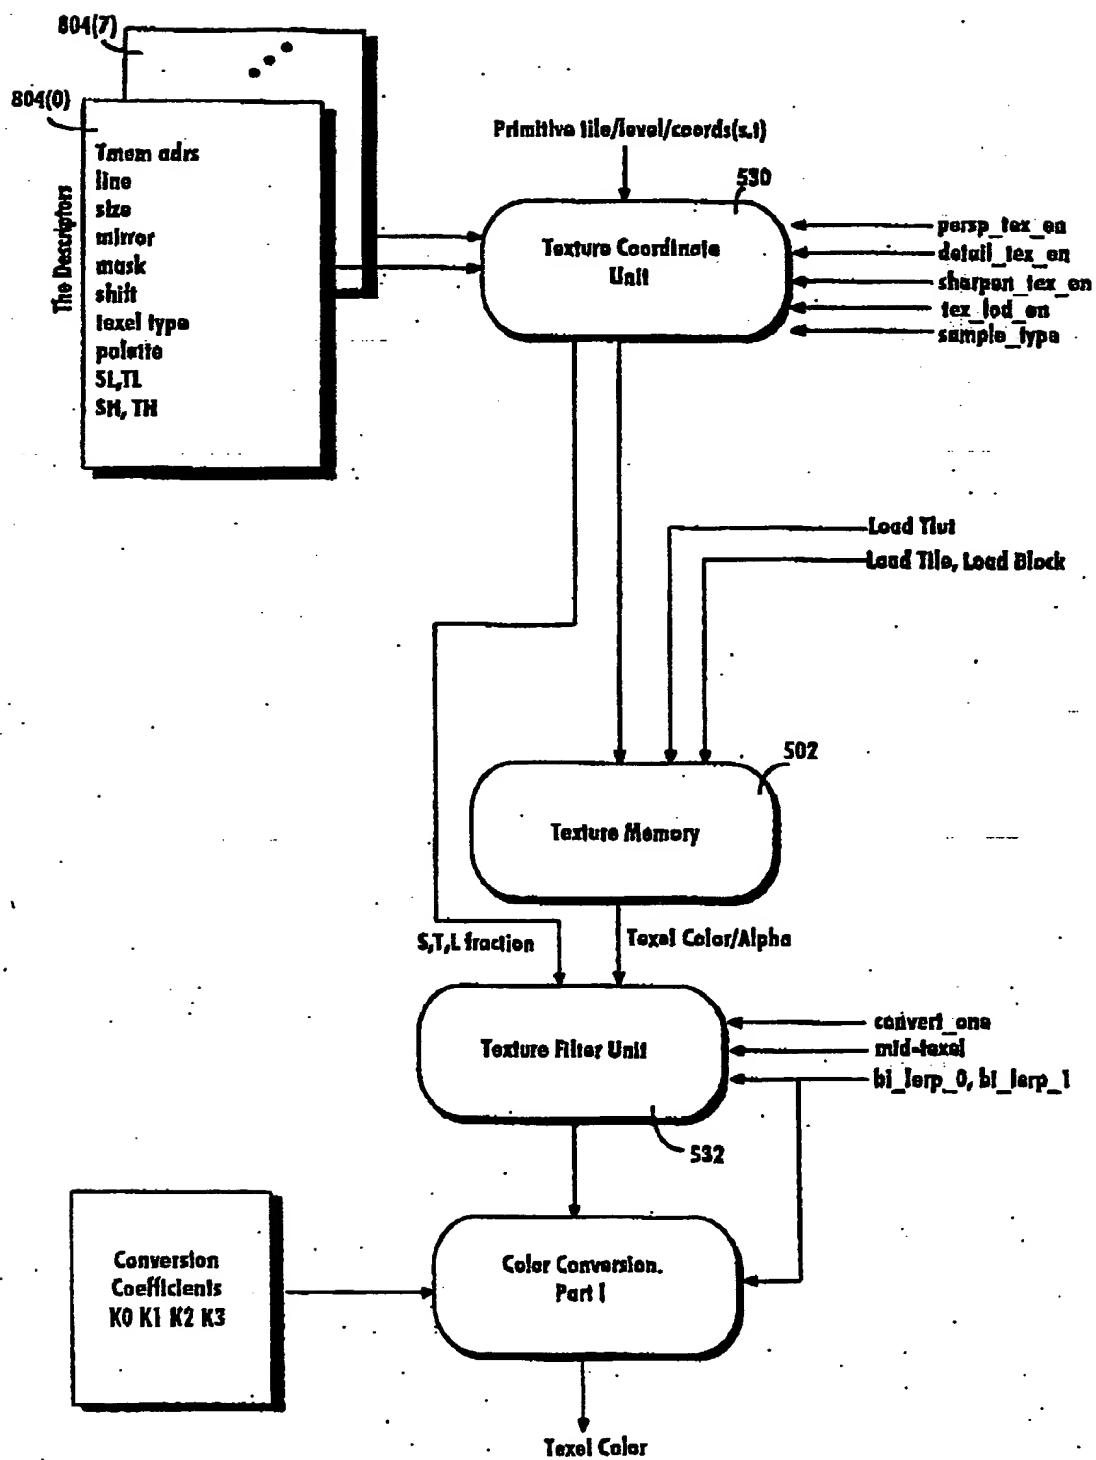 804(7)
804(0)
The Descriptors
Tmem adrs
line
size
mirror
mask
shift
texel type
palette
SL,TL
SH, TH
Primitive tile/level/coords(s,t)
530
Texture Coordinate
Unit
persp_tex_en
detail_tex_en
sharpen_tex_en
tex_lod_en
sample_type
Load Tlut
Load Tile, Load Block
502
Texture Memory
S,T,L fraction
Texel Color/Alpha
Texture Filter Unit
convert_one
mid-texel
bi_lerp_0, bi_lerp_1
532
Conversion
Coefficients
K0 K1 K2 K3
Color Conversion.
Part I
Texel Color